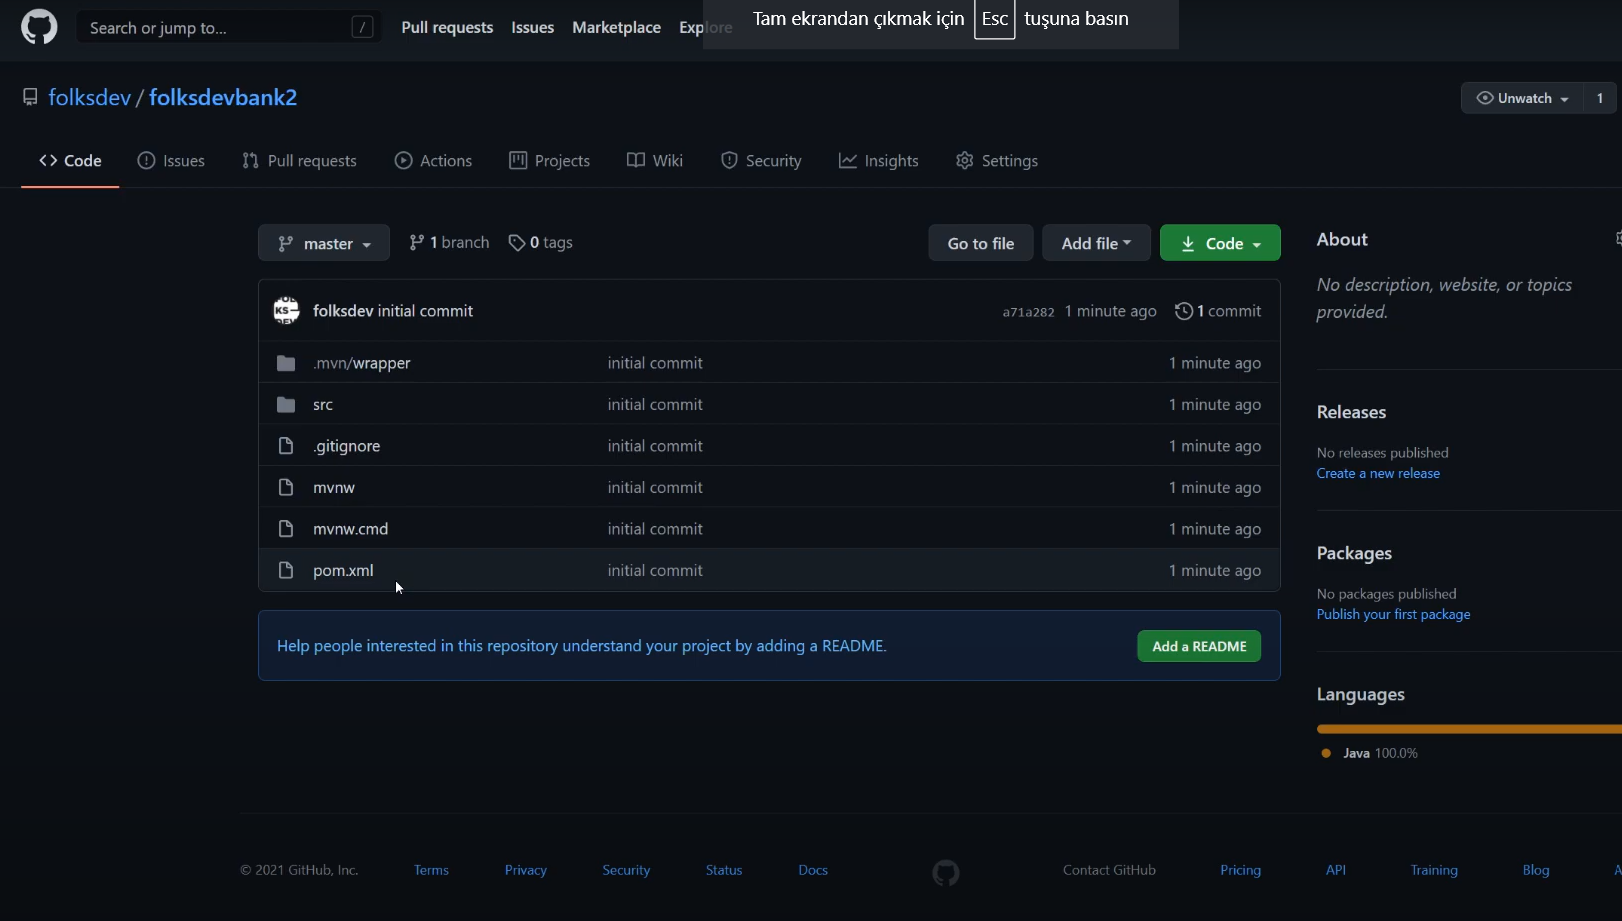 Search or jump to... / Pull requests Issues Marketplace Explore Tam ekrandan çıkmak için Esc tuşuna basın
folksdev / folksdevbank2 Unwatch 1
Code Issues Pull requests Actions Projects Wiki Security Insights Settings
master 1 branch 0 tags Go to file Add file Code
About
No description, website, or topics
provided.
folksdev initial commit a71a282 1 minute ago 1 commit
.mvn/wrapper initial commit 1 minute ago
src initial commit 1 minute ago
.gitignore initial commit 1 minute ago
mvnw initial commit 1 minute ago
mvnw.cmd initial commit 1 minute ago
pom.xml initial commit 1 minute ago
Help people interested in this repository understand your project by adding a README. Add a README
Releases
No releases published
Create a new release
Packages
No packages published
Publish your first package
Languages
Java 100.0%
© 2021 GitHub, Inc. Terms Privacy Security Status Docs Contact GitHub Pricing API Training Blog